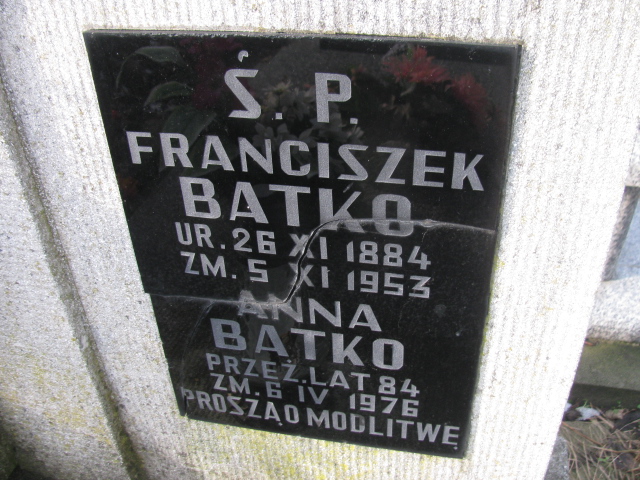 Ś. P.
FRANCISZEK
BATKO
UR. 26 XI 1884
ZM. 5 XI 1953
ANNA
BATKO
PRZEŻ. LAT 84
ZM. 6 IV 1976
PROSZĄ O MODLITWE